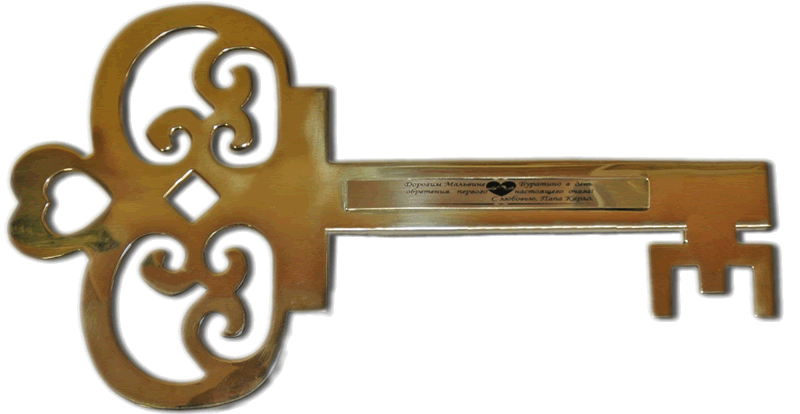 Дорогим Мальвине Буратино в день
обретения первого настоящего очага!
С любовью, Папа Карло.